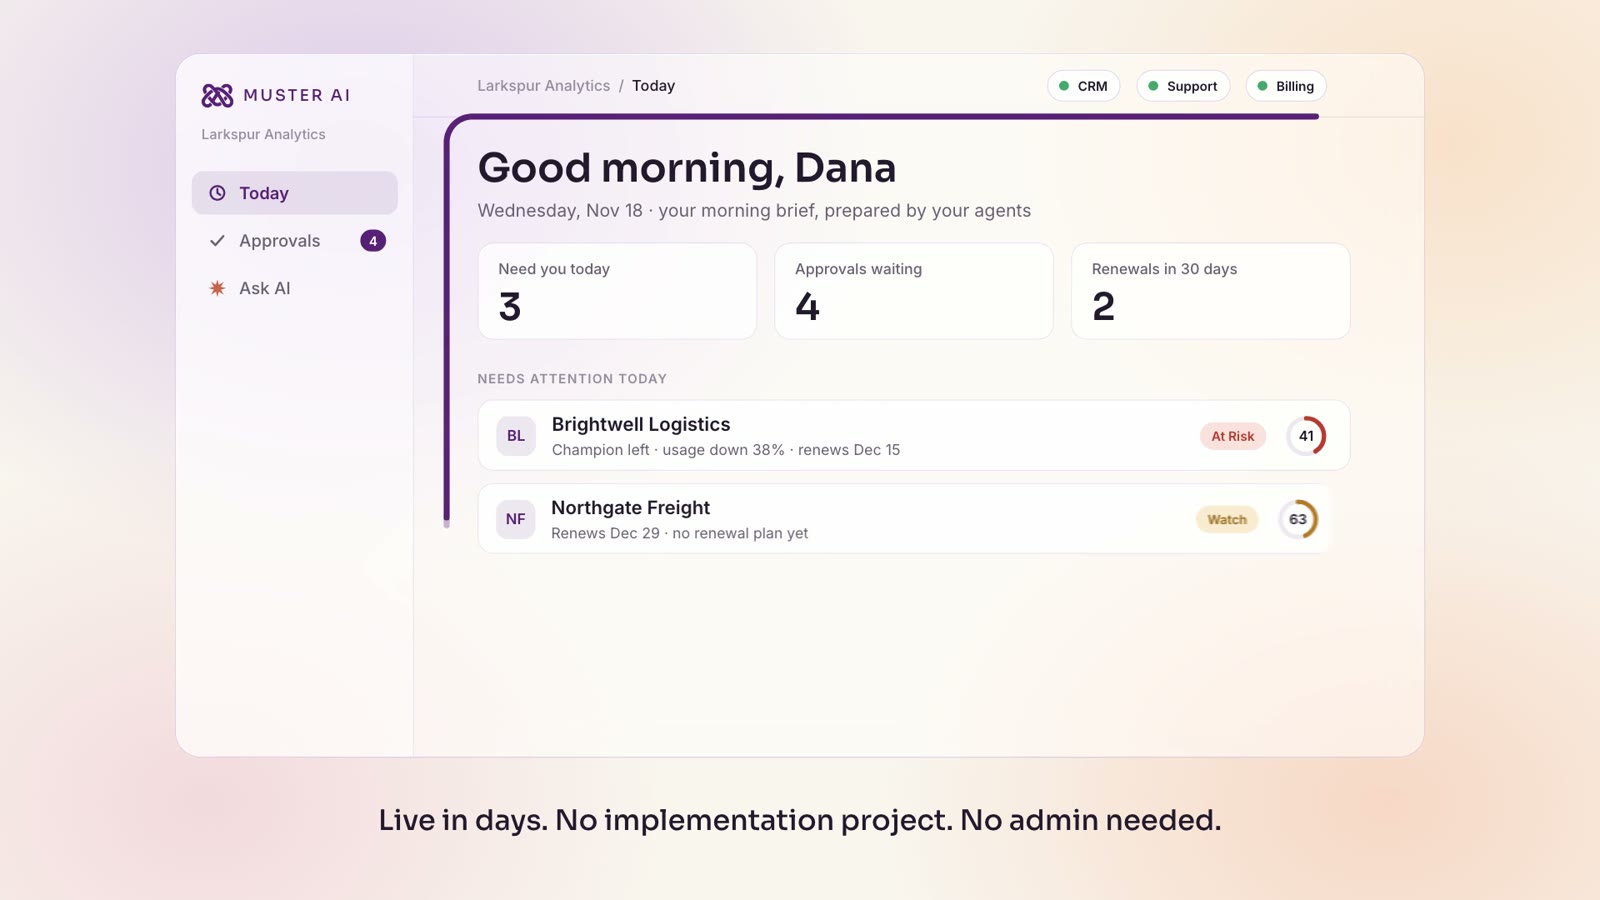 MUSTER AI
Larkspur Analytics
Today
Approvals 4
Ask AI
Larkspur Analytics / Today
CRM
Support
Billing
Good morning, Dana
Wednesday, Nov 18 · your morning brief, prepared by your agents
Need you today
3
Approvals waiting
4
Renewals in 30 days
2
NEEDS ATTENTION TODAY
BL
Brightwell Logistics
Champion left · usage down 38% · renews Dec 15
At Risk
41
NF
Northgate Freight
Renews Dec 29 · no renewal plan yet
Watch
63
Live in days. No implementation project. No admin needed.